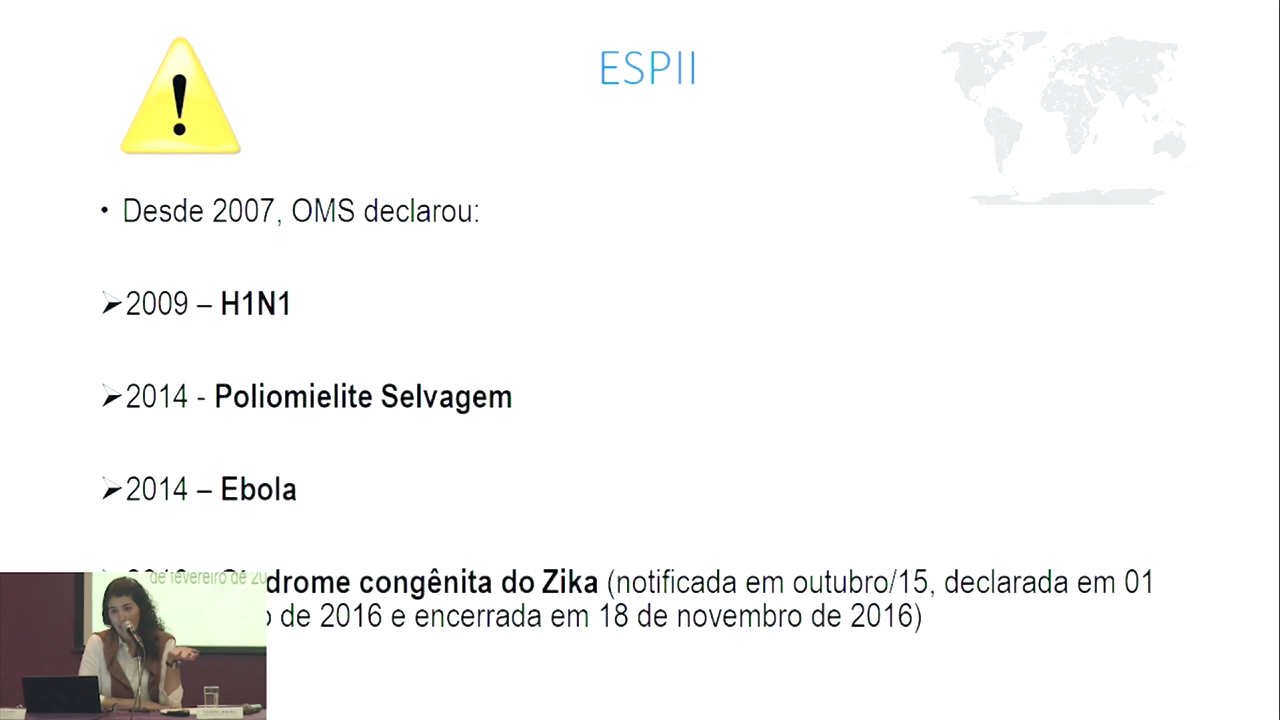 ESPII
• Desde 2007, OMS declarou:
➢2009 – H1N1
➢2014 - Poliomielite Selvagem
➢2014 – Ebola
drome congênita do Zika (notificada em outubro/15, declarada em 01
de 2016 e encerrada em 18 de novembro de 2016)
de fevereiro de 20